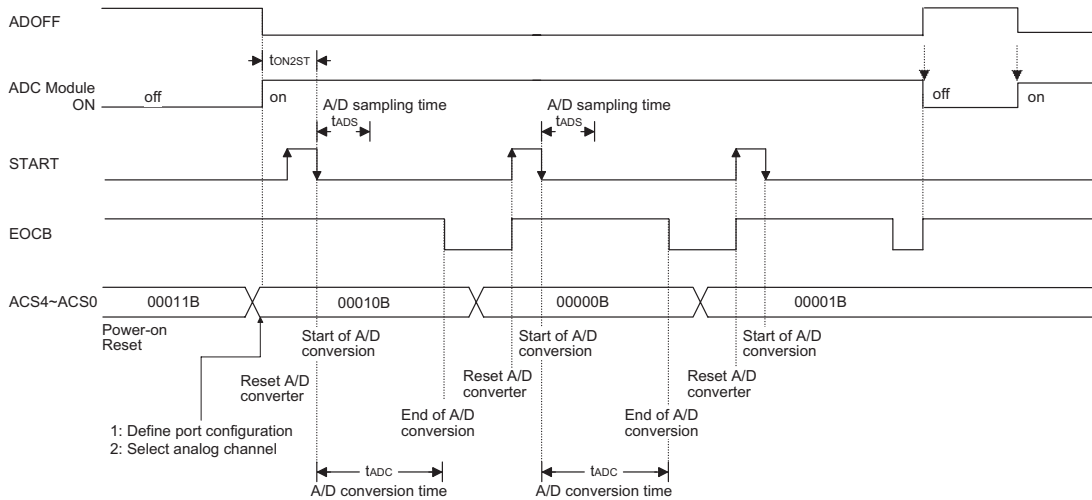 ADOFF
tON2ST
ADC Module
ON
off
on
off
on
A/D sampling time
tADS
A/D sampling time
tADS
START
EOCB
ACS4~ACS0
00011B
00010B
00000B
00001B
Power-on
Reset
Start of A/D
conversion
Start of A/D
conversion
Start of A/D
conversion
Reset A/D
converter
Reset A/D
converter
Reset A/D
converter
End of A/D
conversion
End of A/D
conversion
1: Define port configuration
2: Select analog channel
tADC
A/D conversion time
tADC
A/D conversion time